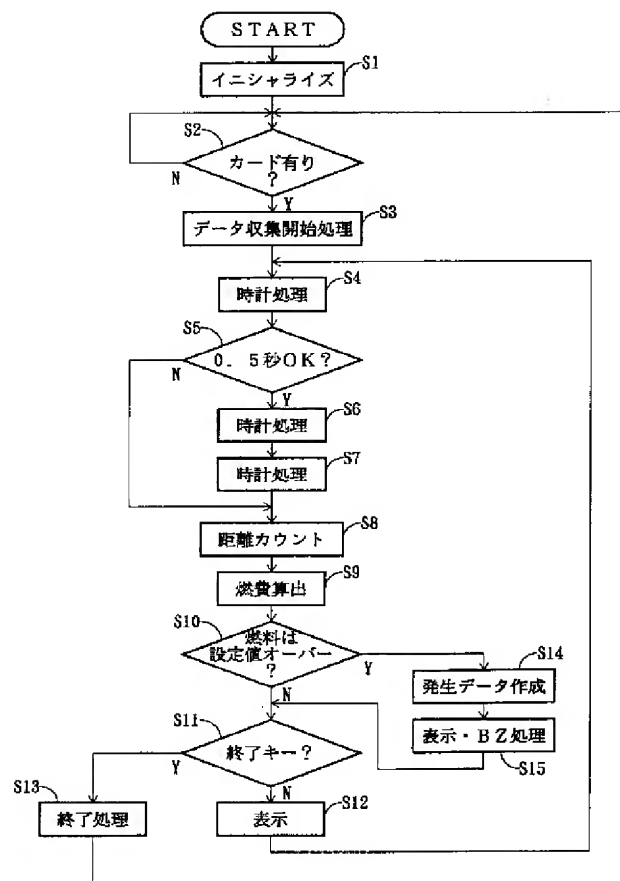 START
S1
イニシャライズ
S2
カード有り
?
N
Y
S3
データ収集開始処理
S4
時計処理
S5
0.5秒OK?
N
Y
S6
時計処理
S7
時計処理
S8
距離カウント
S9
燃費算出
S10
燃料は
設定値オーバー
?
Y
N
S14
発生データ作成
S11
終了キー?
表示・BZ処理
S15
Y
N
S13
終了処理
S12
表示